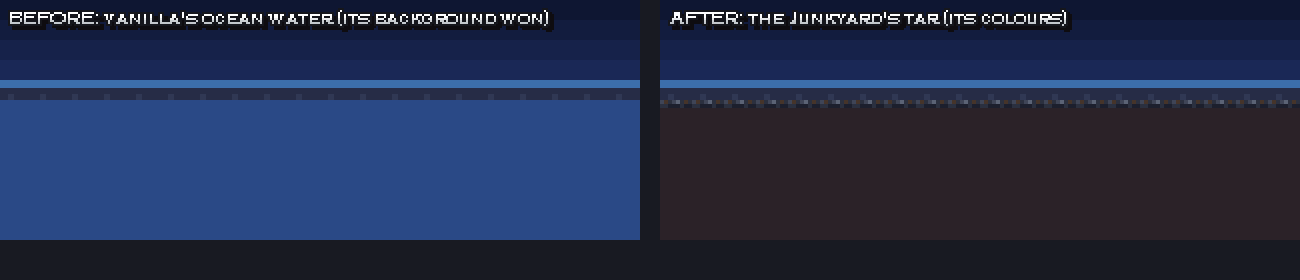 BEFORE: VANILLA'S OCEAN WATER (ITS BACKGROUND WON)
AFTER: THE JUNKYARD'S TAR (ITS COLOURS)